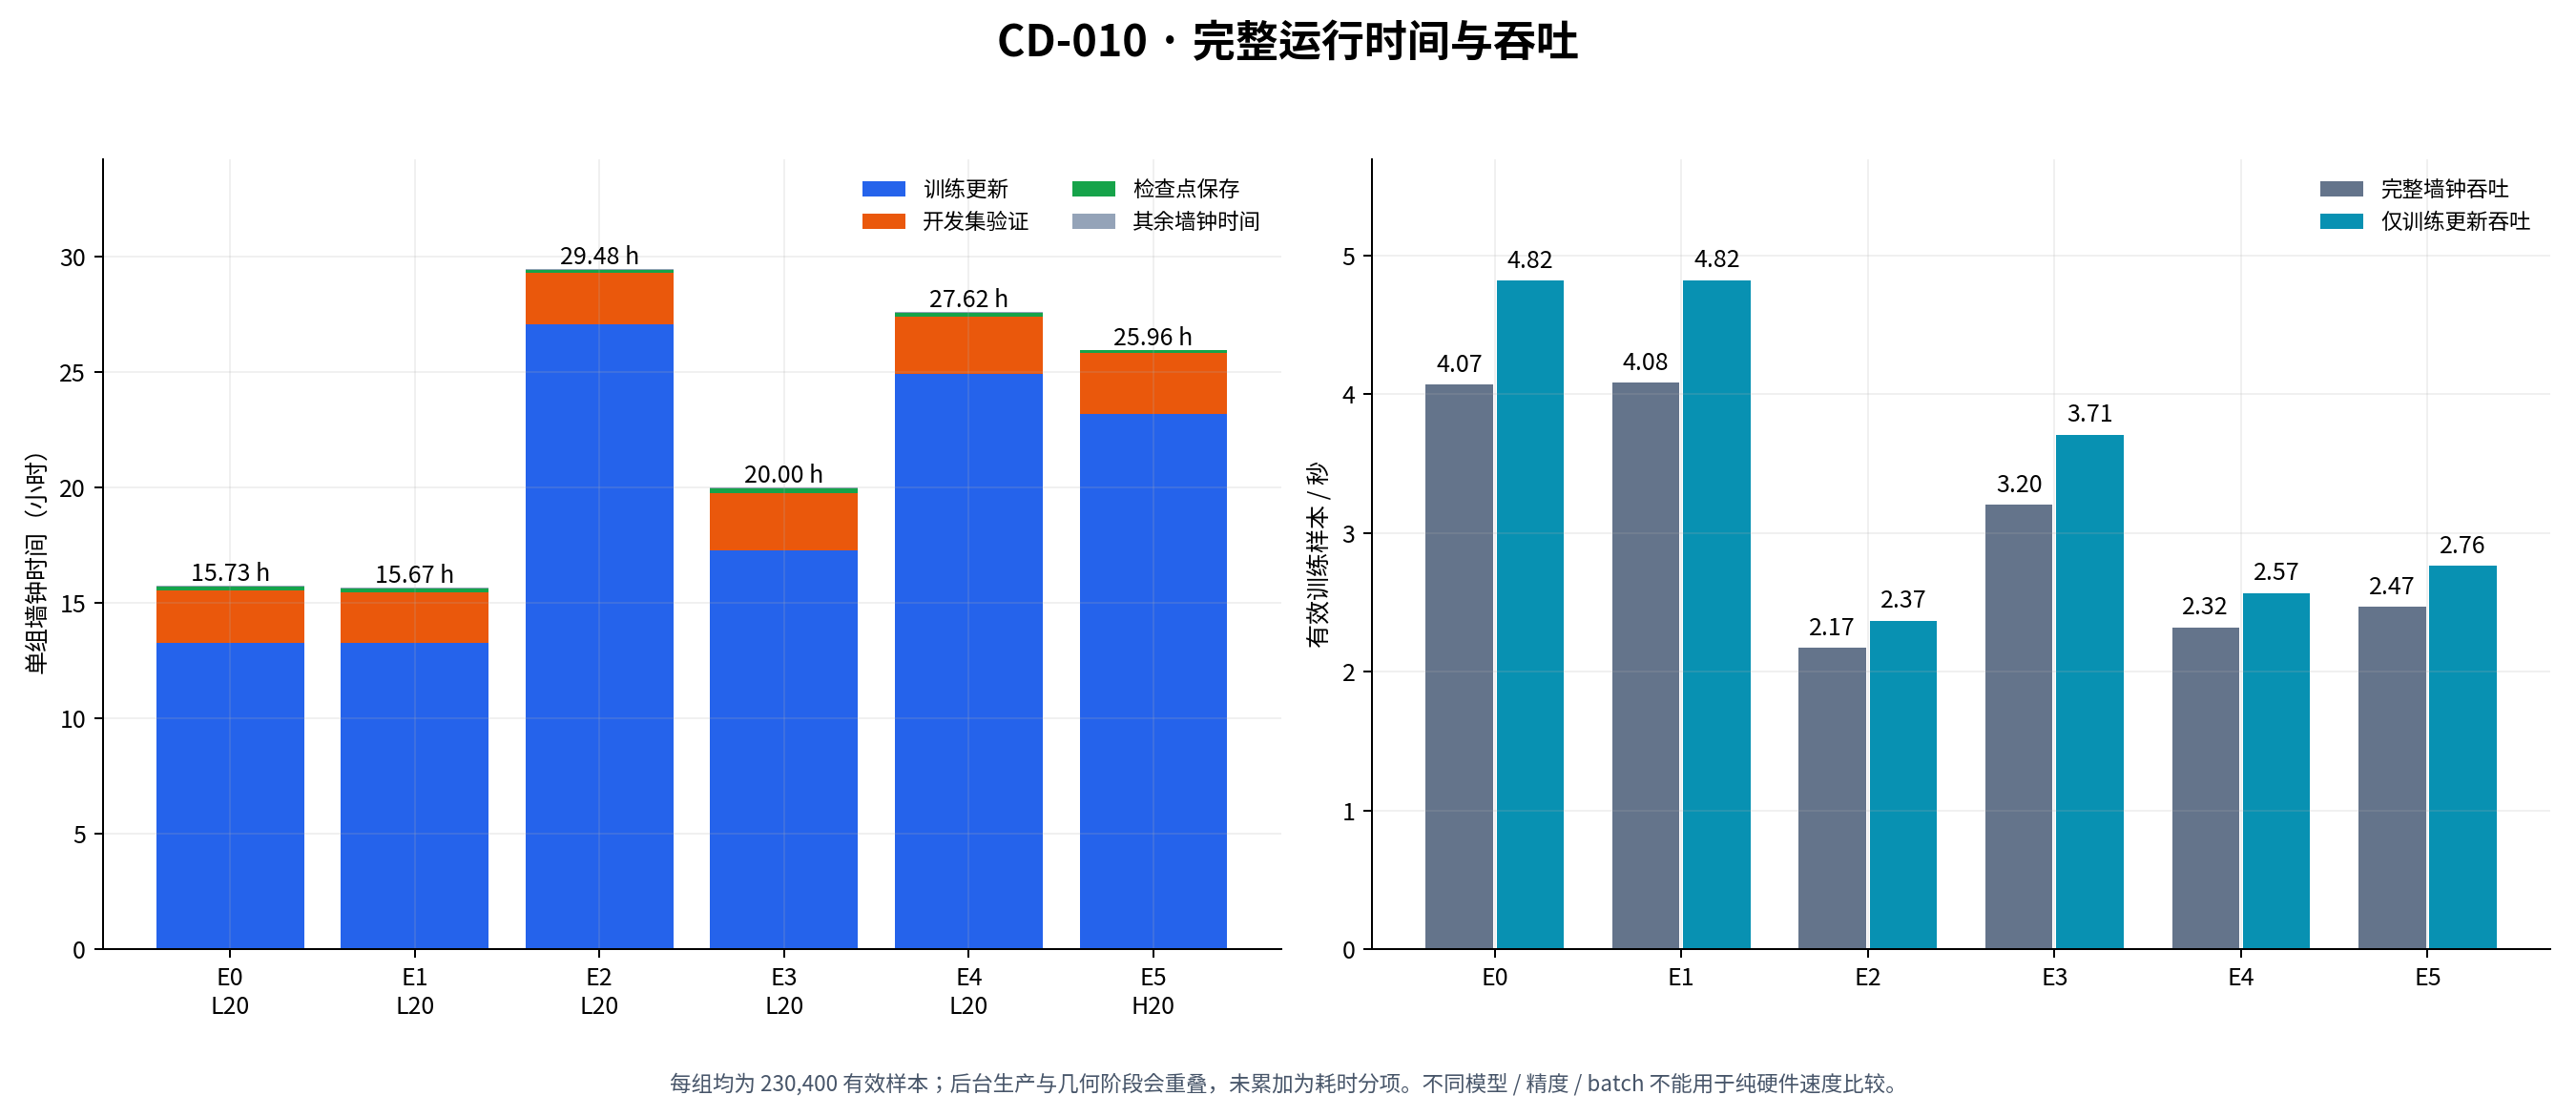 CD-010 · 完整运行时间与吞吐
训练更新
开发集验证
检查点保存
其余墙钟时间
单组墙钟时间（小时）
30
25
20
15
10
5
0
15.73 h
15.67 h
29.48 h
20.00 h
27.62 h
25.96 h
E0
L20
E1
L20
E2
L20
E3
L20
E4
L20
E5
H20
完整墙钟吞吐
仅训练更新吞吐
有效训练样本 / 秒
5
4
3
2
1
0
4.07
4.82
4.08
4.82
2.17
2.37
3.20
3.71
2.32
2.57
2.47
2.76
E0
E1
E2
E3
E4
E5
每组均为 230,400 有效样本；后台生产与几何阶段会重叠，未累加为耗时分项。不同模型 / 精度 / batch 不能用于纯硬件速度比较。